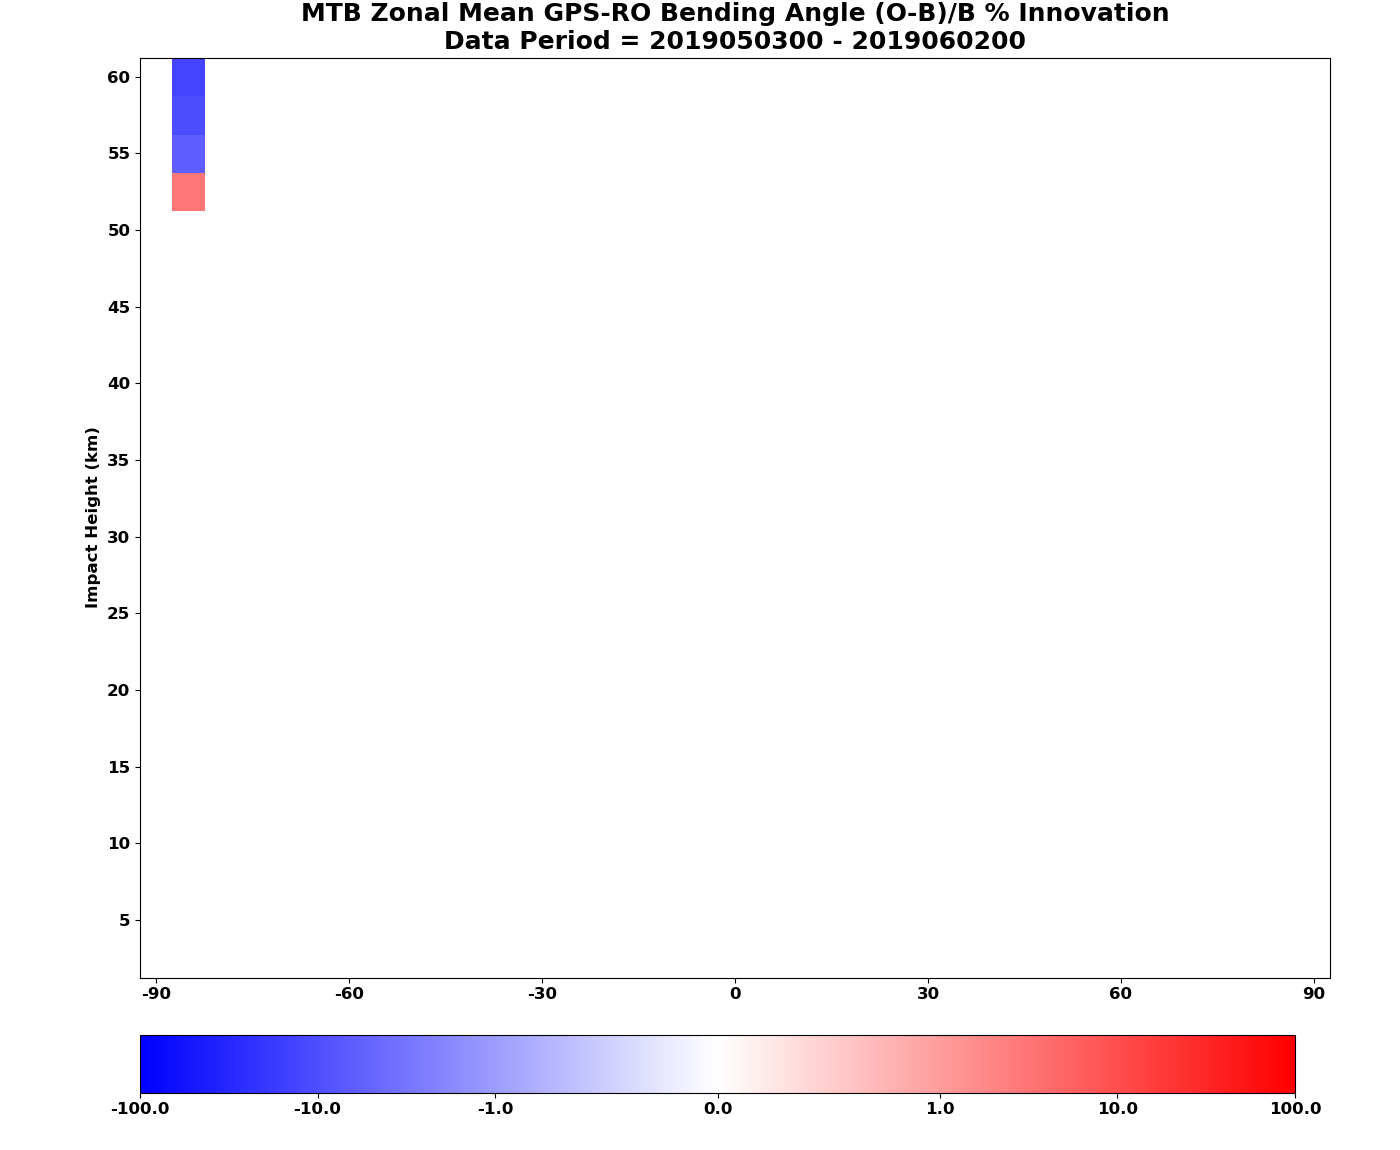 MTB Zonal Mean GPS-RO Bending Angle (O-B)/B % Innovation
Data Period = 2019050300 - 2019060200
60
55
50
45
40
35
30
25
20
15
10
5
Impact Height (km)
-90 -60 -30 0 30 60 90
-100.0 -10.0 -1.0 0.0 1.0 10.0 100.0